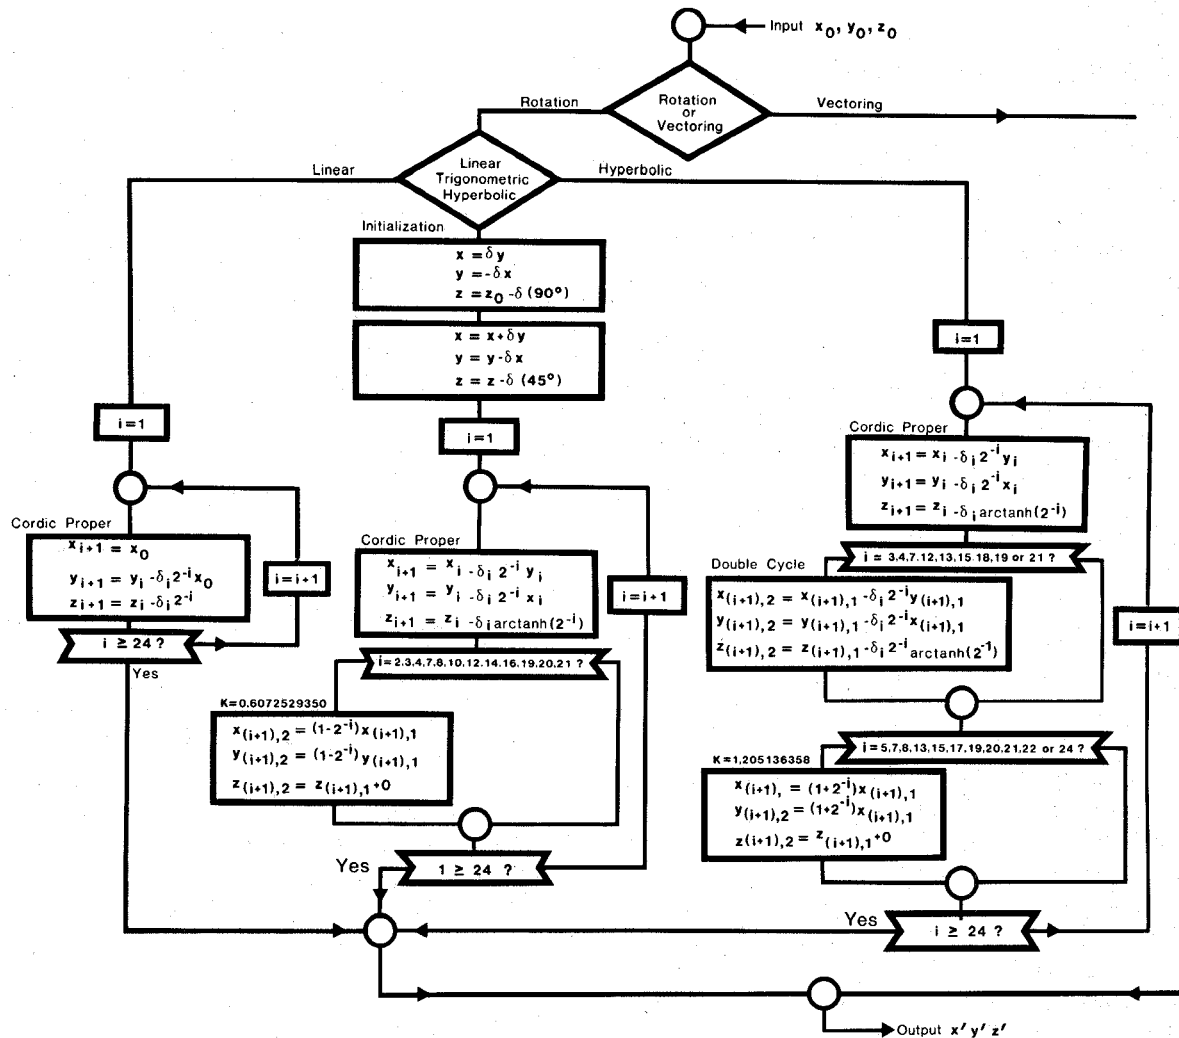 Input x₀, y₀, z₀
Rotation
or
Vectoring
Rotation
Vectoring
Linear
Trigonometric
Hyperbolic
Linear
Hyperbolic
Initialization
x = δy
y = -δx
z = z₀ -δ (90°)
x = x+δy
y = y-δx
z = z-δ (45°)
i=1
Cordic Proper
xᵢ₊₁ = x₀
yᵢ₊₁ = yᵢ -δᵢ2⁻ⁱx₀
zᵢ₊₁ = zᵢ -δᵢ2⁻ⁱ
i=i+1
i ≥ 24 ?
Yes
i=1
Cordic Proper
xᵢ₊₁ = xᵢ -δᵢ 2⁻ⁱ yᵢ
yᵢ₊₁ = yᵢ -δᵢ 2⁻ⁱ xᵢ
zᵢ₊₁ = zᵢ -δᵢarctanh(2⁻ⁱ)
i=i+1
i=2.3.4,7.8,10,12.14.16,19.20.21 ?
K=0.6072529350
x₍ᵢ₊₁₎,₂ = (1-2⁻ⁱ)x₍ᵢ₊₁₎,₁
y₍ᵢ₊₁₎,₂ = (1-2⁻ⁱ)y₍ᵢ₊₁₎,₁
z₍ᵢ₊₁₎,₂ = z₍ᵢ₊₁₎,₁+0
Yes
1 ≥ 24 ?
i=1
Cordic Proper
xᵢ₊₁ = xᵢ -δᵢ 2⁻ⁱ yᵢ
yᵢ₊₁ = yᵢ -δᵢ 2⁻ⁱ xᵢ
zᵢ₊₁ = zᵢ -δᵢ arctanh(2⁻ⁱ)
i = 3,4,7.12,13,15.18,19 or 21 ?
Double Cycle
x₍ᵢ₊₁₎,₂ = x₍ᵢ₊₁₎,₁ -δᵢ 2⁻ⁱy₍ᵢ₊₁₎,₁
y₍ᵢ₊₁₎,₂ = y₍ᵢ₊₁₎,₁ -δᵢ 2⁻ⁱx₍ᵢ₊₁₎,₁
z₍ᵢ₊₁₎,₂ = z₍ᵢ₊₁₎,₁ -δᵢ 2⁻ⁱ arctanh(2⁻¹)
i=i+1
i = 5,7,8,13,15,17.19,20.21,22 or 24 ?
K=1,205136358
x₍ᵢ₊₁₎, = (1+2⁻ⁱ)x₍ᵢ₊₁₎,₁
y₍ᵢ₊₁₎,₂ = (1+2⁻ⁱ)x₍ᵢ₊₁₎,₁
z₍ᵢ₊₁₎,₂ = z₍ᵢ₊₁₎,₁+0
Yes
i ≥ 24 ?
Output x′ y′ z′